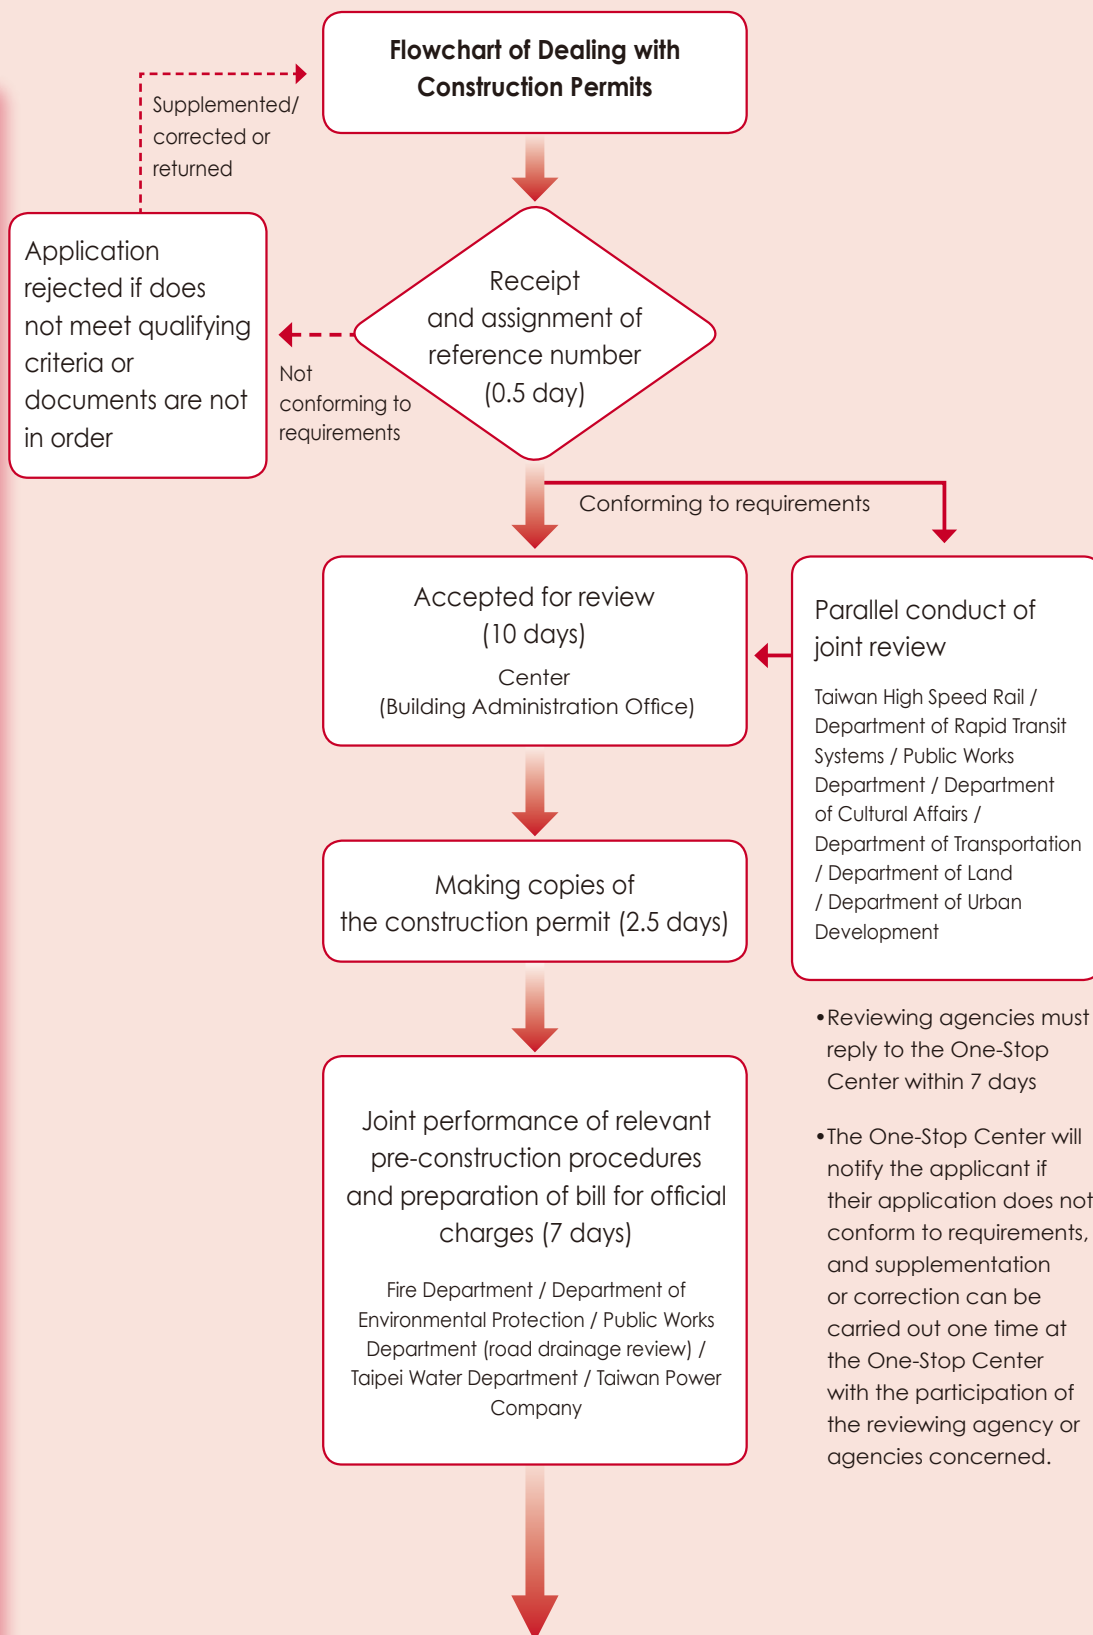 Flowchart of Dealing with
Construction Permits
Supplemented/
corrected or
returned
Application
rejected if does
not meet qualifying
criteria or
documents are not
in order
Not
conforming to
requirements
Receipt
and assignment of
reference number
(0.5 day)
Conforming to requirements
Accepted for review
(10 days)
Center
(Building Administration Office)
Parallel conduct of
joint review
Taiwan High Speed Rail /
Department of Rapid Transit
Systems / Public Works
Department / Department
of Cultural Affairs /
Department of Transportation
/ Department of Land
/ Department of Urban
Development
Making copies of
the construction permit (2.5 days)
•Reviewing agencies must
reply to the One-Stop
Center within 7 days
•The One-Stop Center will
notify the applicant if
their application does not
conform to requirements,
and supplementation
or correction can be
carried out one time at
the One-Stop Center
with the participation of
the reviewing agency or
agencies concerned.
Joint performance of relevant
pre-construction procedures
and preparation of bill for official
charges (7 days)
Fire Department / Department of
Environmental Protection / Public Works
Department (road drainage review) /
Taipei Water Department / Taiwan Power
Company